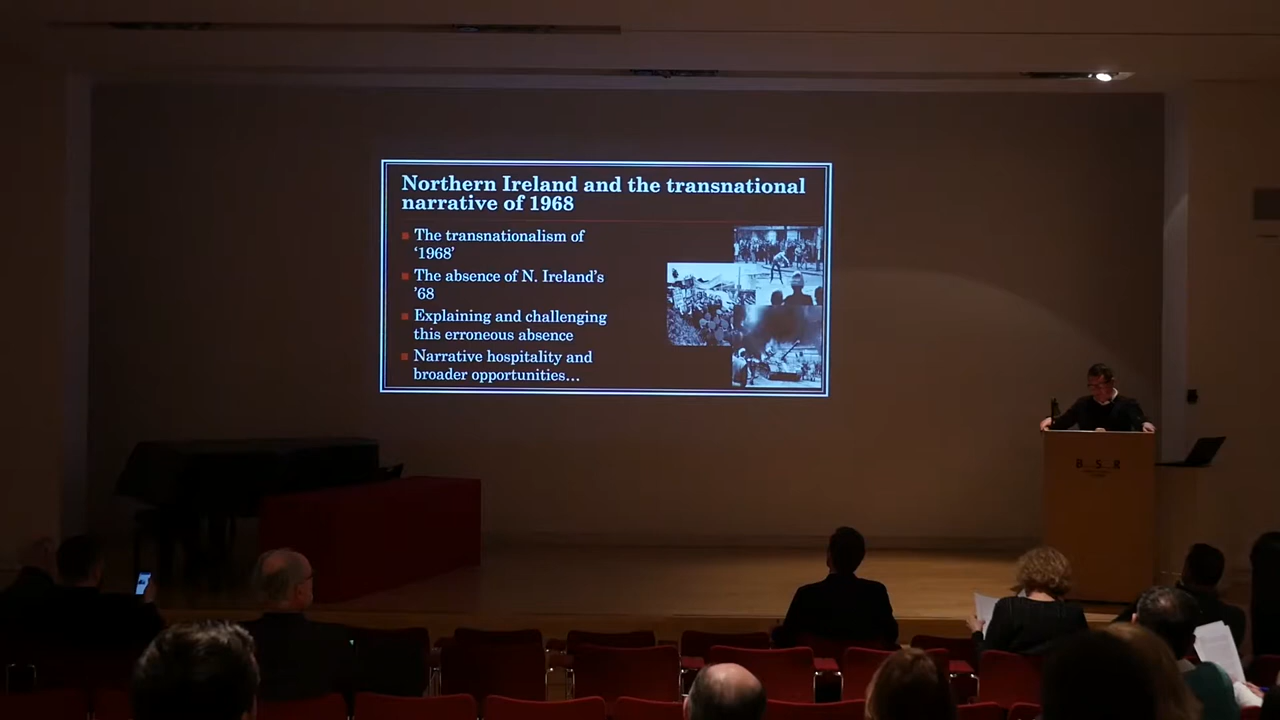 Northern Ireland and the transnational
narrative of 1968
The transnationalism of
‘1968’
The absence of N. Ireland’s
’68
Explaining and challenging
this erroneous absence
Narrative hospitality and
broader opportunities…
B S R